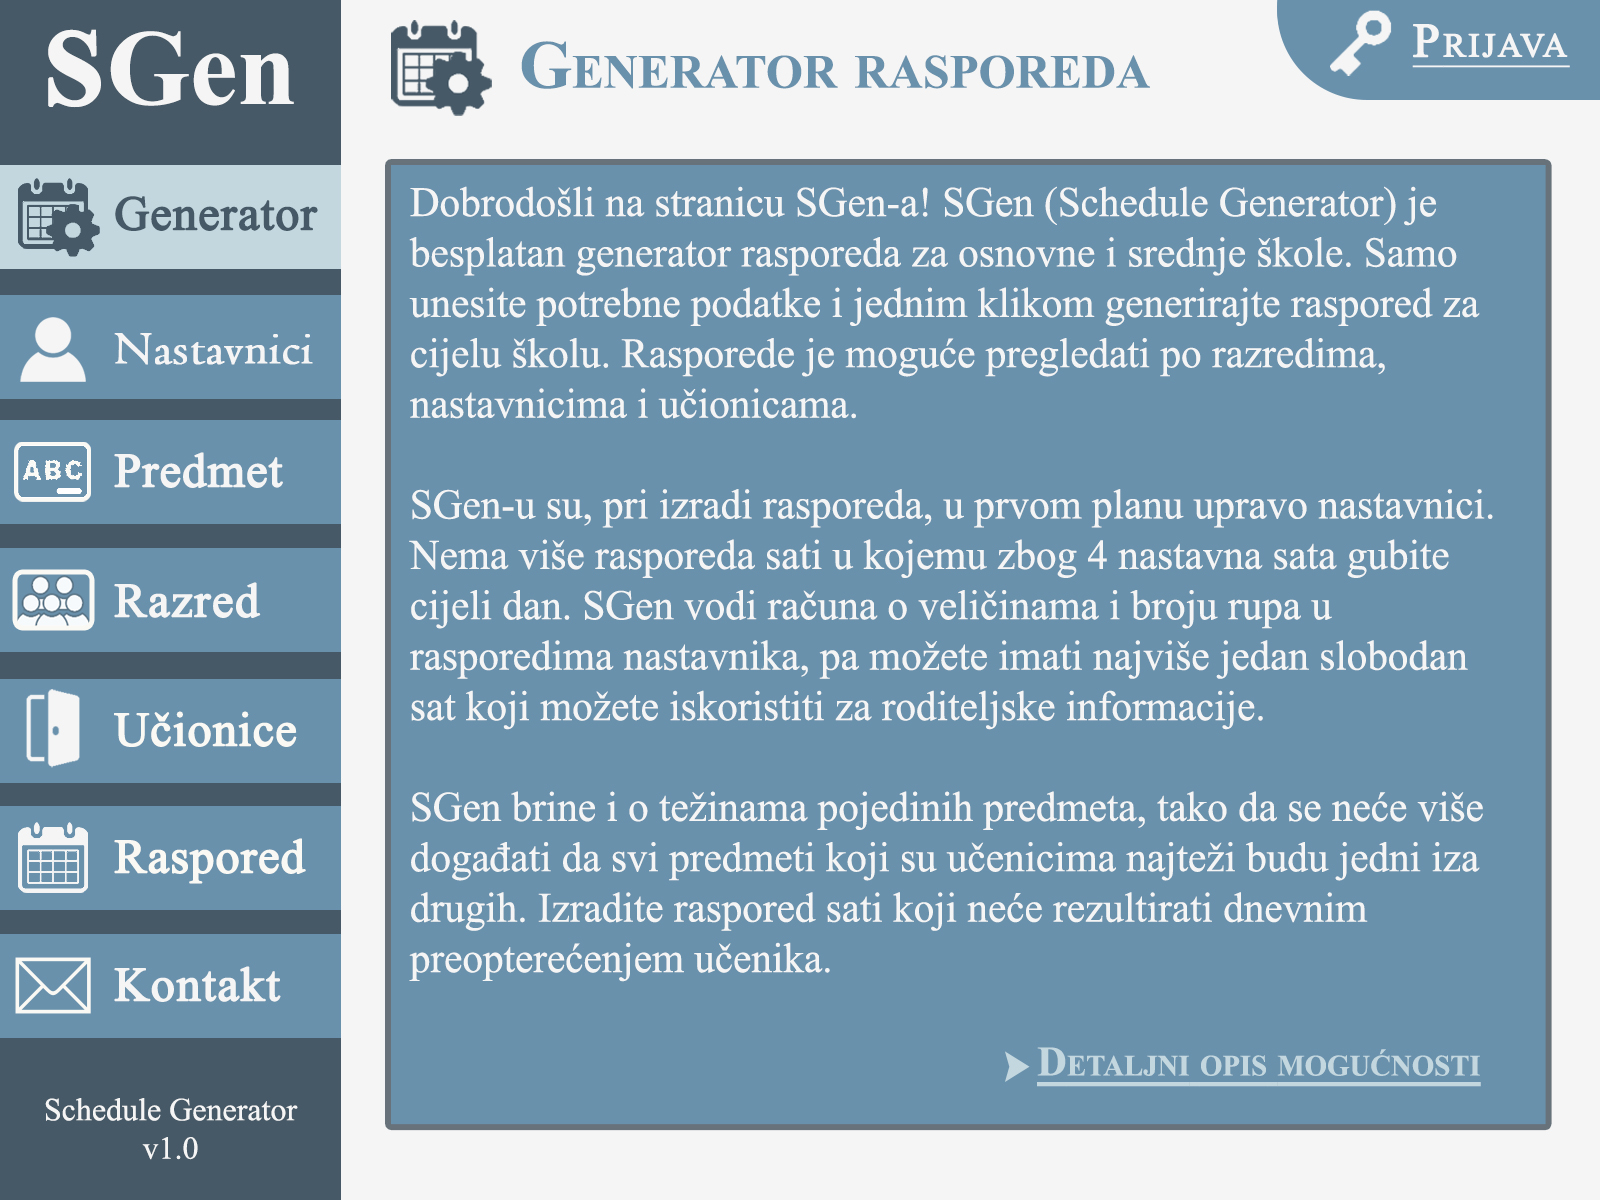 SGen
Generator
Nastavnici
ABC
Predmet
Razred
Učionice
Raspored
Kontakt
Schedule Generator
v1.0
Generator rasporeda
Prijava
Dobrodošli na stranicu SGen-a! SGen (Schedule Generator) je
besplatan generator rasporeda za osnovne i srednje škole. Samo
unesite potrebne podatke i jednim klikom generirajte raspored za
cijelu školu. Rasporede je moguće pregledati po razredima,
nastavnicima i učionicama.
SGen-u su, pri izradi rasporeda, u prvom planu upravo nastavnici.
Nema više rasporeda sati u kojemu zbog 4 nastavna sata gubite
cijeli dan. SGen vodi računa o veličinama i broju rupa u
rasporedima nastavnika, pa možete imati najviše jedan slobodan
sat koji možete iskoristiti za roditeljske informacije.
SGen brine i o težinama pojedinih predmeta, tako da se neće više
događati da svi predmeti koji su učenicima najteži budu jedni iza
drugih. Izradite raspored sati koji neće rezultirati dnevnim
preopterećenjem učenika.
Detaljni opis mogućnosti